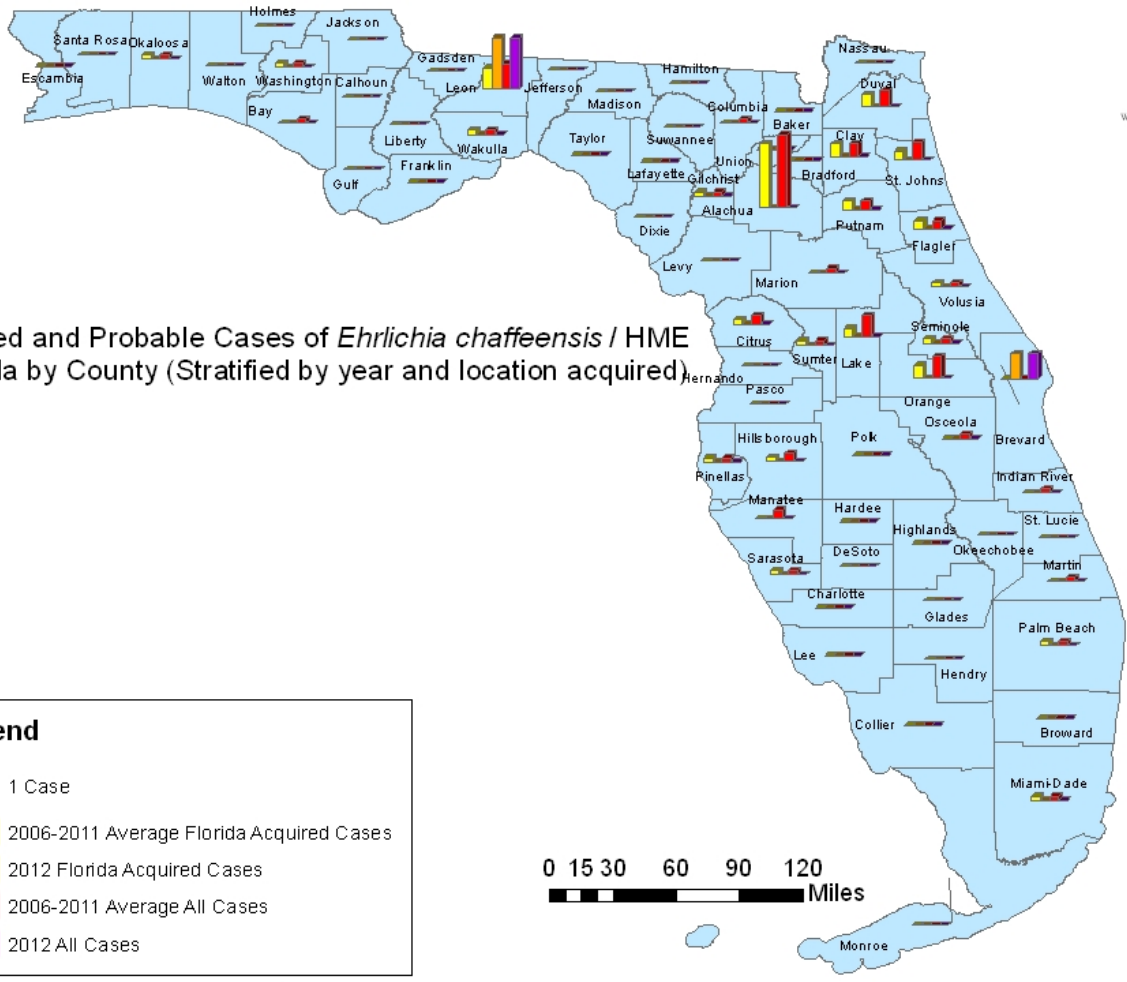 Holmes
Jackson
Santa Rosa
Okaloosa
Escambia
Walton
Washington
Calhoun
Bay
Gadsden
Leon
Jefferson
Madison
Hamilton
Liberty
Wakulla
Taylor
Gulf
Franklin
Columbia
Baker
Nassau
Duval
Suwannee
Lafayette
Union
Gilchrist
Bradford
Clay
St. Johns
Alachua
Putnam
Flagler
Dixie
Levy
Marion
Volusia
ed and Probable Cases of Ehrlichia chaffeensis / HME
a by County (Stratified by year and location acquired)
Citrus
Sumter
Lake
Seminole
Hernando
Pasco
Orange
Osceola
Brevard
Hillsborough
Polk
Pinellas
Indian River
Manatee
Hardee
Highlands
St. Lucie
Okeechobee
Sarasota
DeSoto
Martin
Charlotte
Glades
Palm Beach
Lee
Hendry
Collier
Broward
Miami-Dade
Monroe
end
1 Case
2006-2011 Average Florida Acquired Cases
2012 Florida Acquired Cases
2006-2011 Average All Cases
2012 All Cases
0 15 30 60 90 120
Miles